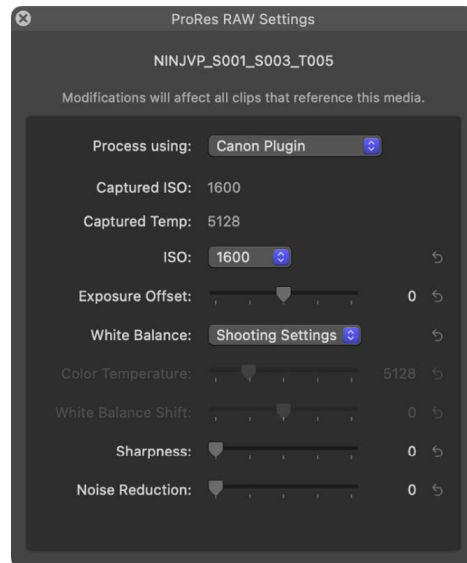 ProRes RAW Settings
NINJVP_S001_S003_T005
Modifications will affect all clips that reference this media.
Process using: Canon Plugin
Captured ISO: 1600
Captured Temp: 5128
ISO: 1600
Exposure Offset: 0
White Balance: Shooting Settings
Color Temperature: 5128
White Balance Shift: 0
Sharpness: 0
Noise Reduction: 0